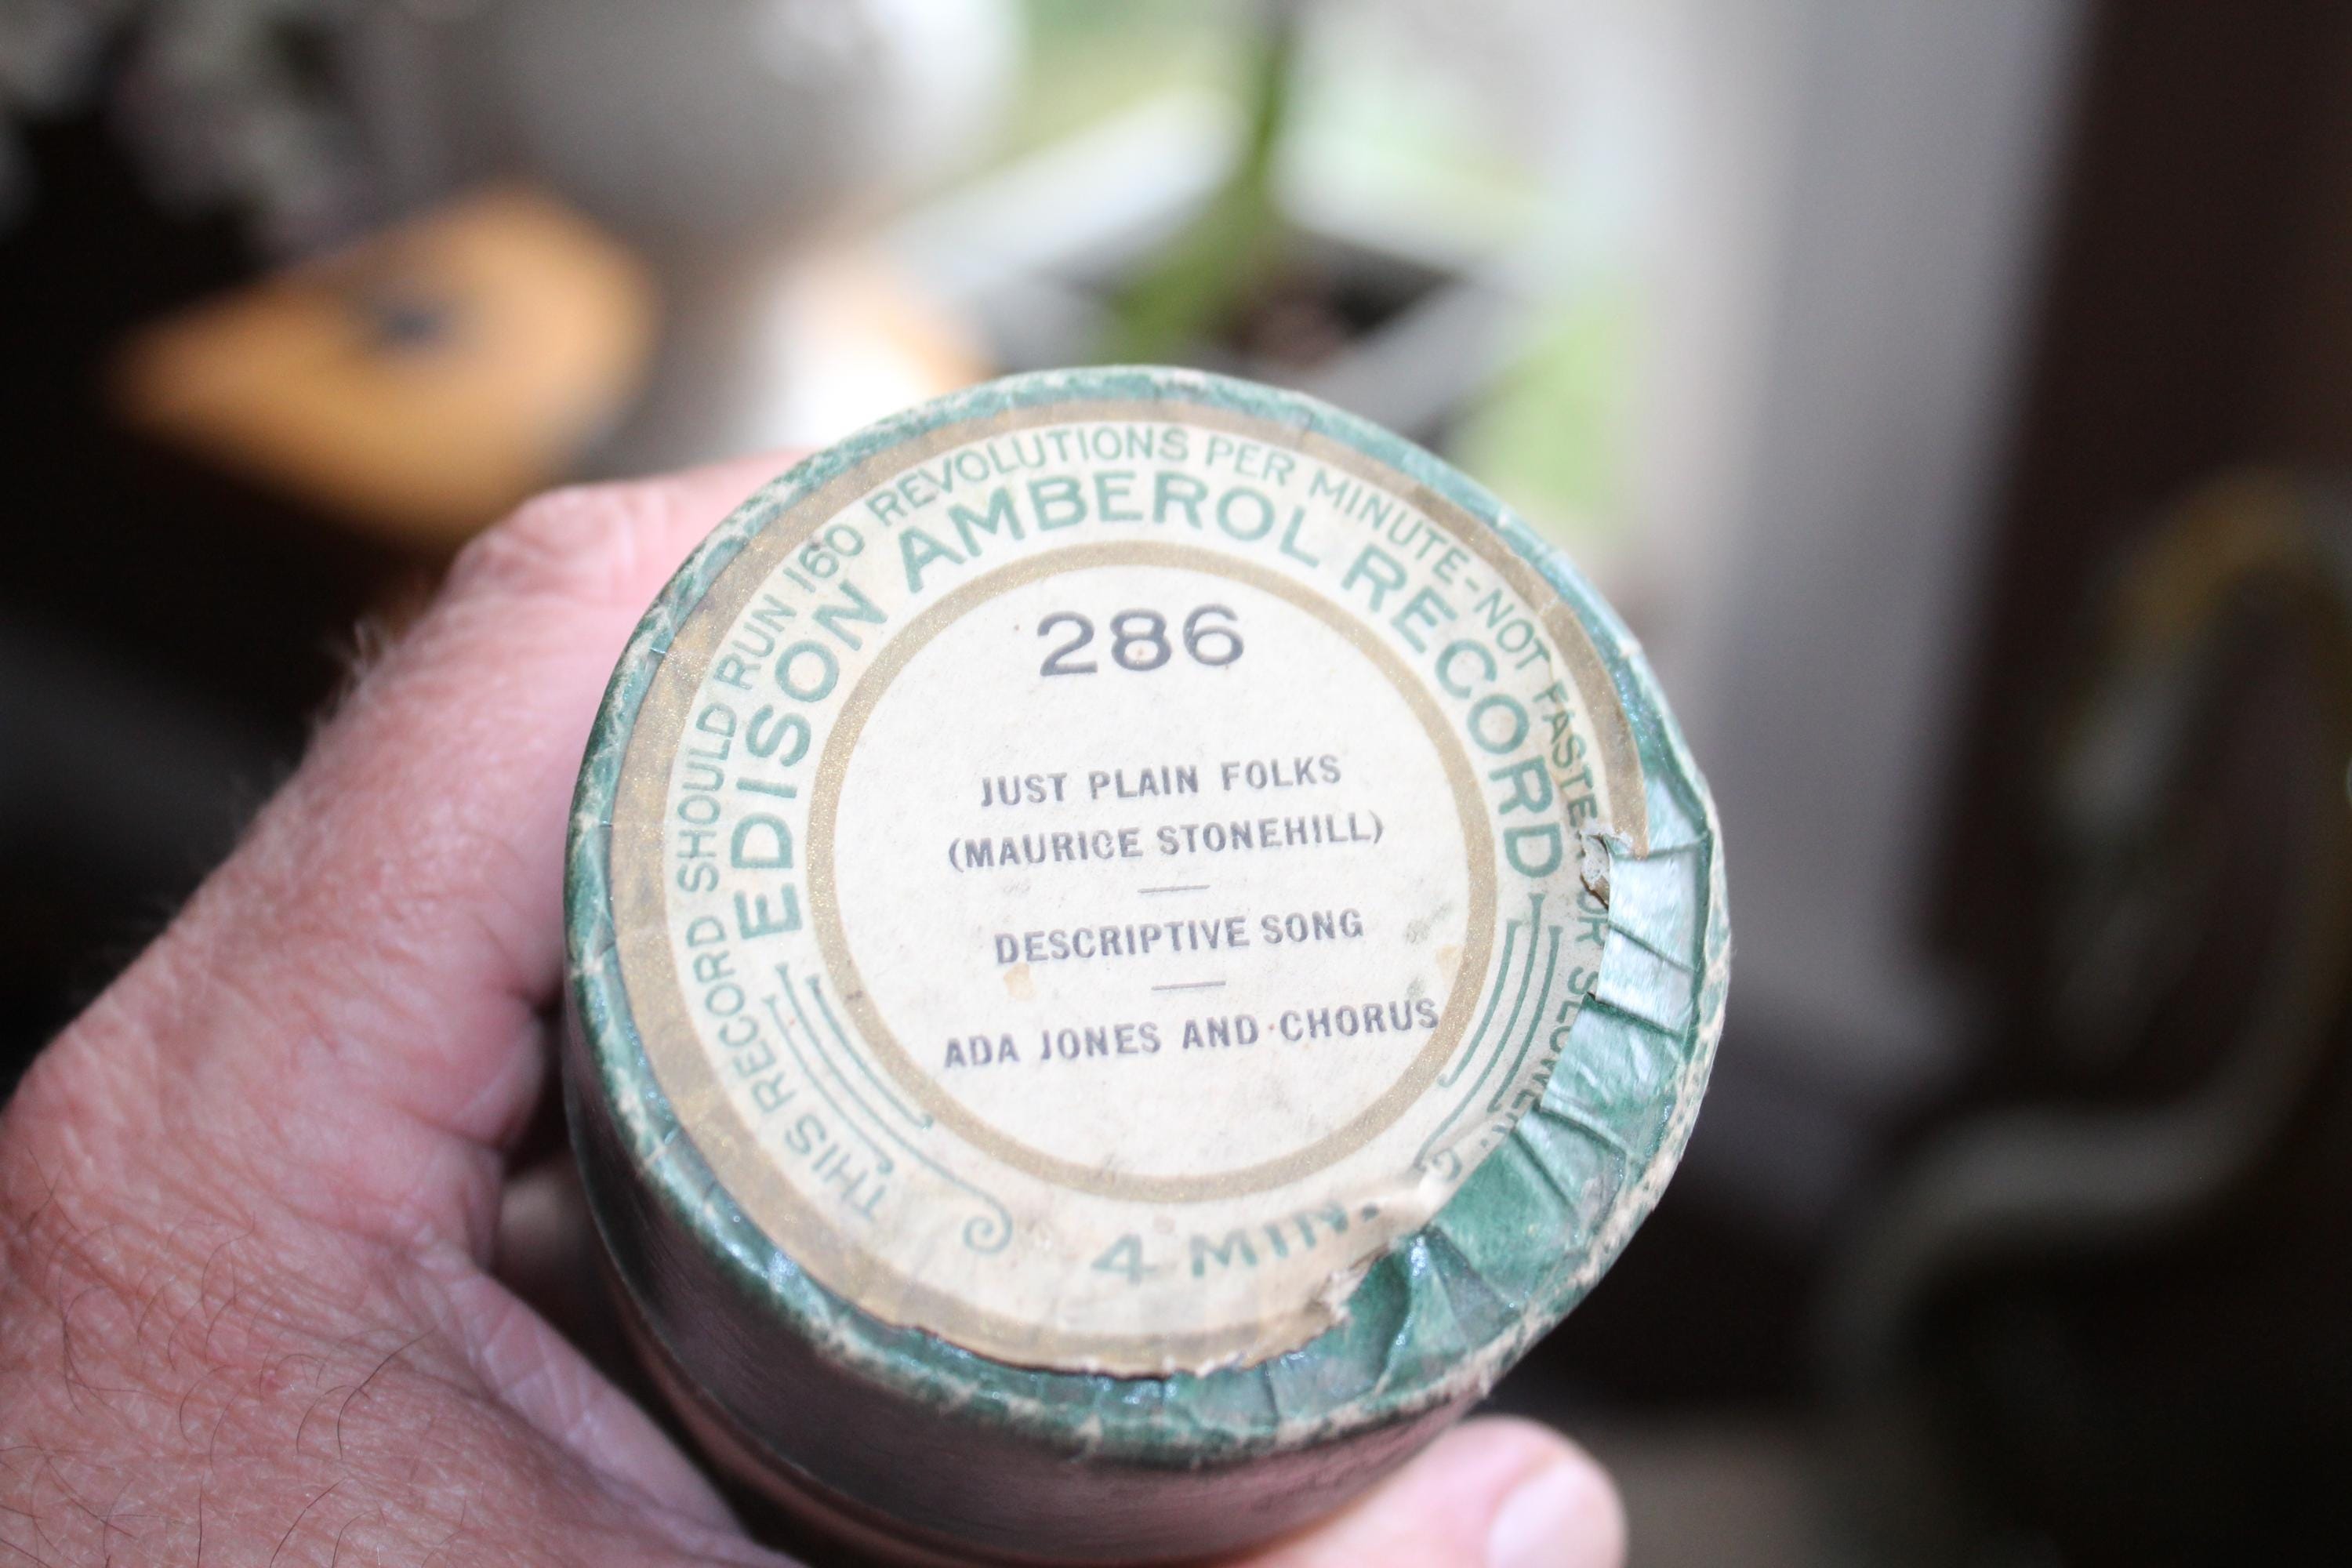 THIS RECORD SHOULD RUN 160 REVOLUTIONS PER MINUTE-NOT FASTER OR SLOWER.
EDISON AMBEROL RECORD
286
JUST PLAIN FOLKS
(MAURICE STONEHILL)
DESCRIPTIVE SONG
ADA JONES AND CHORUS
4 MIN.